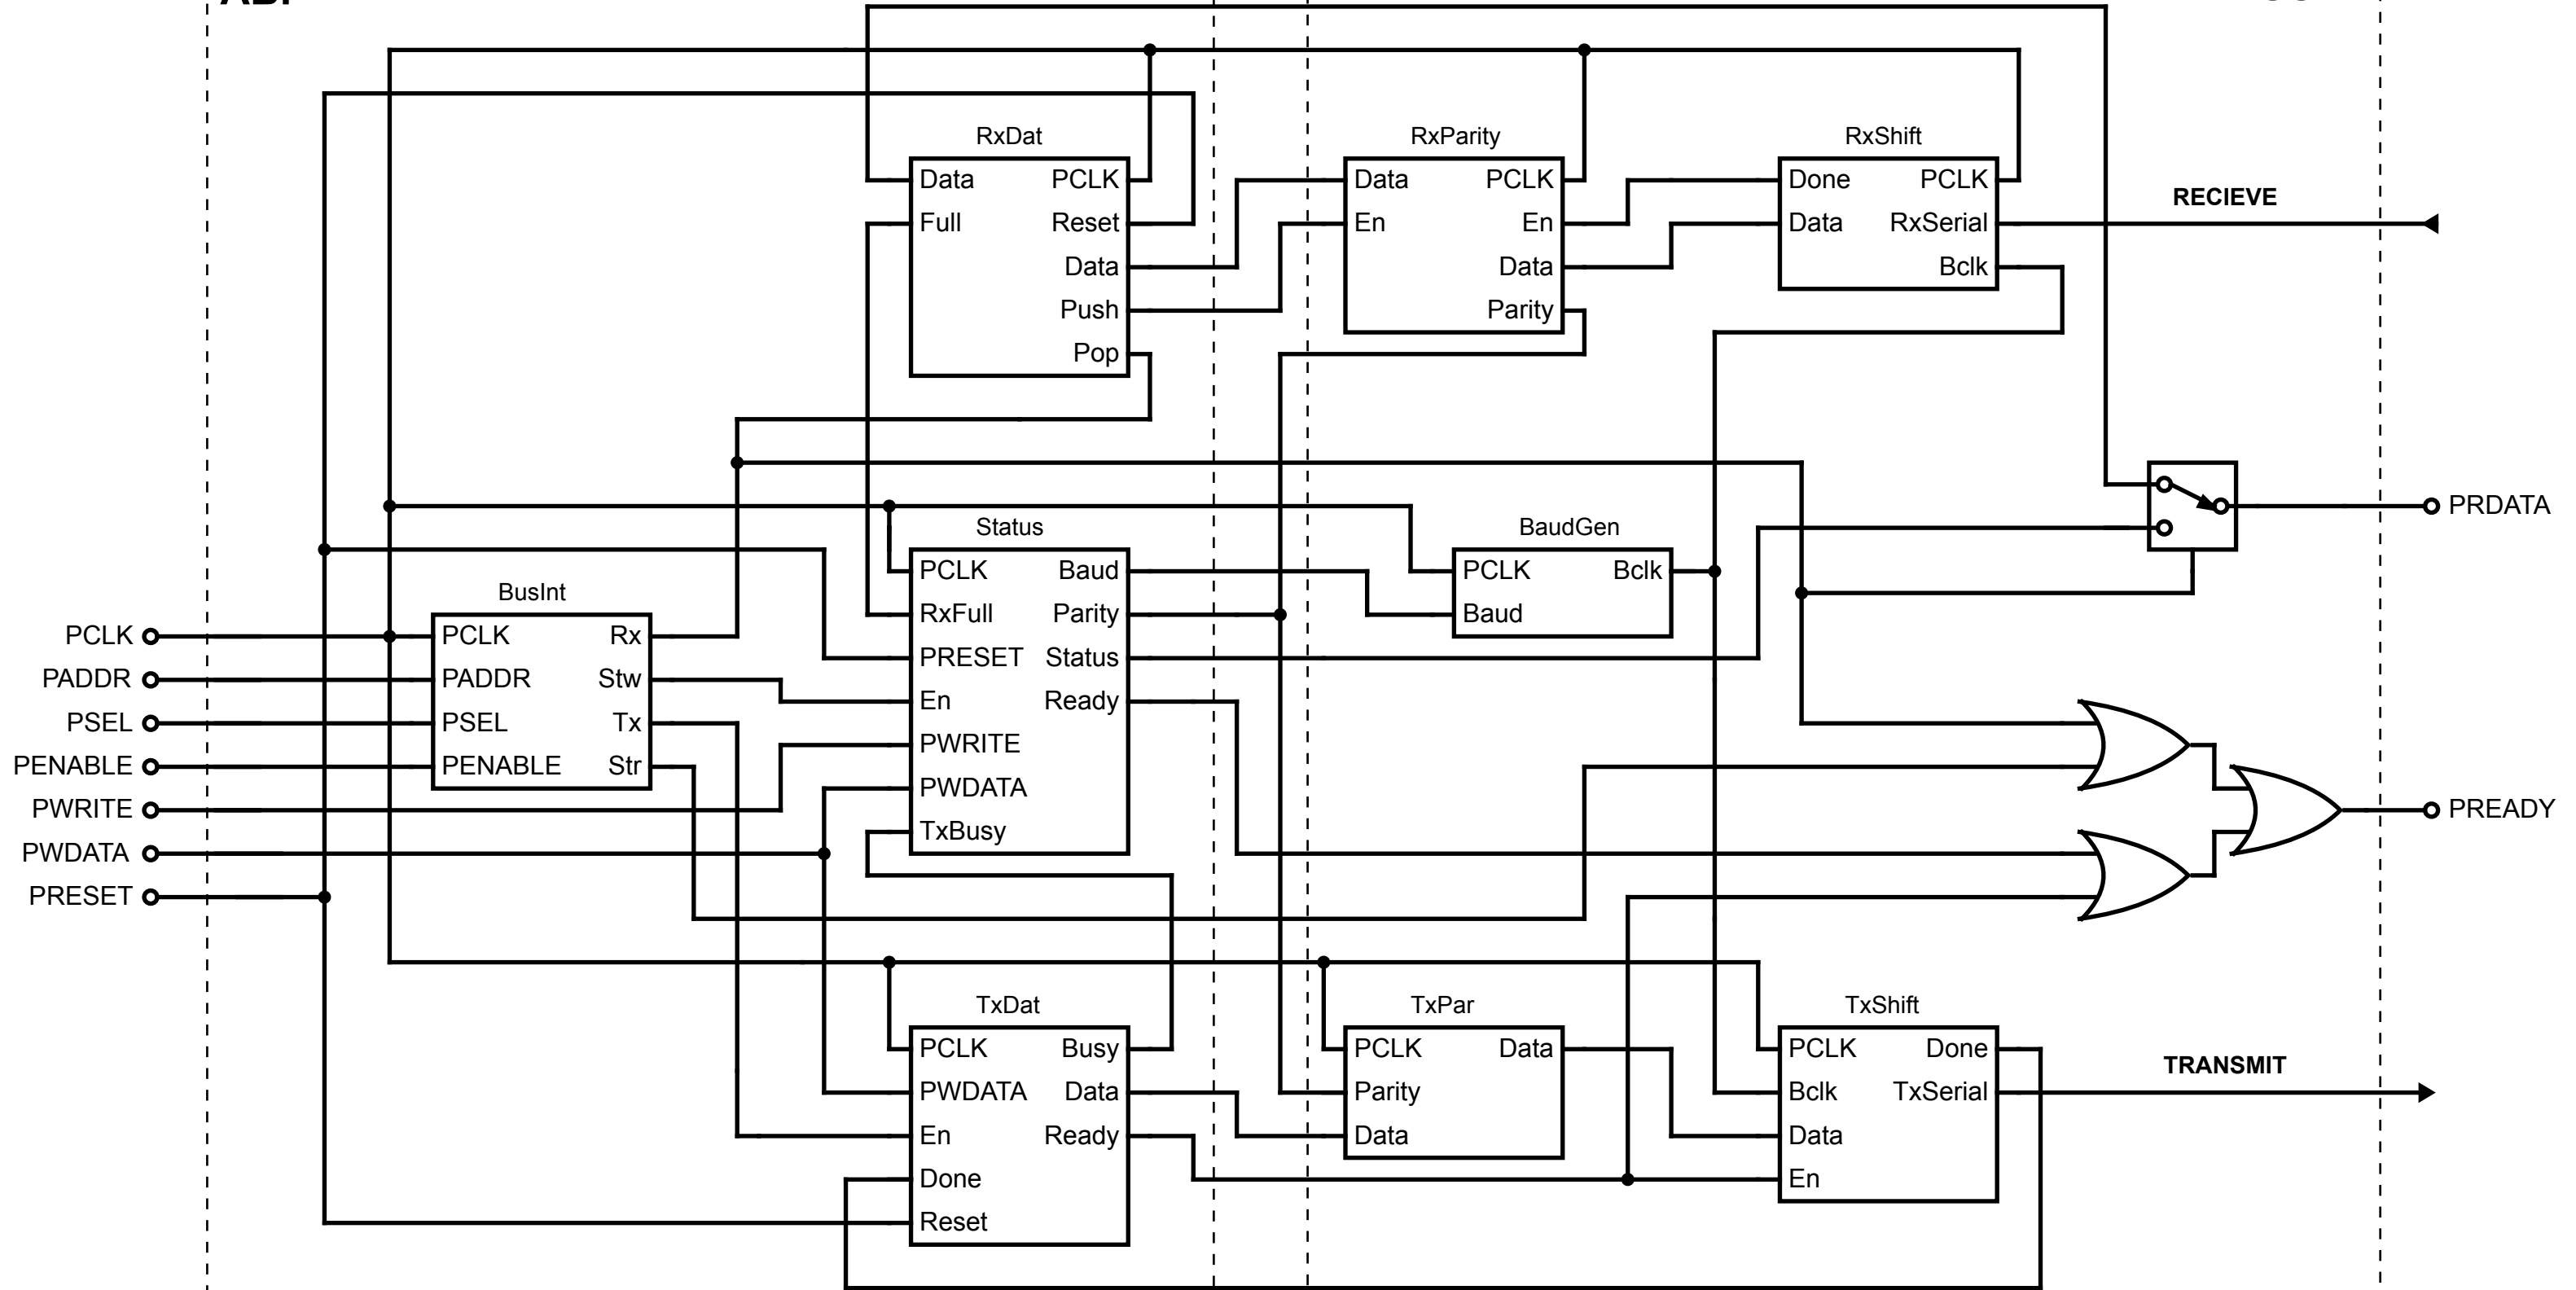 RxDat
Data PCLK
Full Reset
Data
Push
Pop
RxParity
Data PCLK
En En
Data
Parity
RxShift
Done PCLK
Data RxSerial
Bclk
RECIEVE
PRDATA
Status
PCLK Baud
RxFull Parity
PRESET Status
En Ready
PWRITE
PWDATA
TxBusy
BaudGen
PCLK Bclk
Baud
BusInt
PCLK Rx
PADDR Stw
PSEL Tx
PENABLE Str
PCLK
PADDR
PSEL
PENABLE
PWRITE
PWDATA
PRESET
PREADY
TxDat
PCLK Busy
PWDATA Data
En Ready
Done
Reset
TxPar
PCLK Data
Parity
Data
TxShift
PCLK Done
Bclk TxSerial
Data
En
TRANSMIT